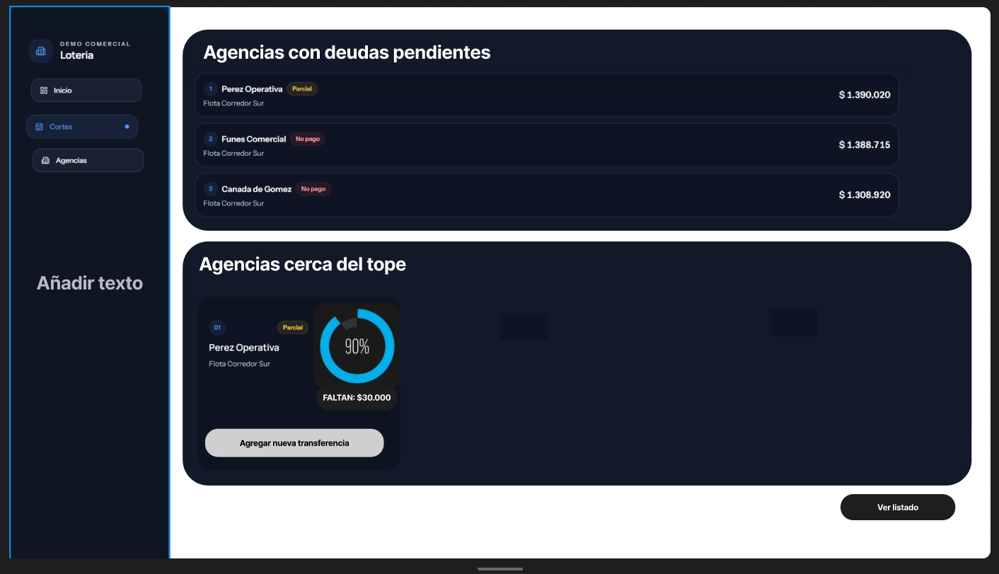 DEMO COMERCIAL
Loteria
Inicio
Cortes
Agencias
Añadir texto
Agencias con deudas pendientes
1 Perez Operativa Parcial
Flota Corredor Sur
$ 1.390.020
2 Funes Comercial No pago
Flota Corredor Sur
$ 1.388.715
3 Canada de Gomez No pago
Flota Corredor Sur
$ 1.308.920
Agencias cerca del tope
01 Parcial
Perez Operativa
Flota Corredor Sur
90%
FALTAN: $30.000
Agregar nueva transferencia
Ver listado